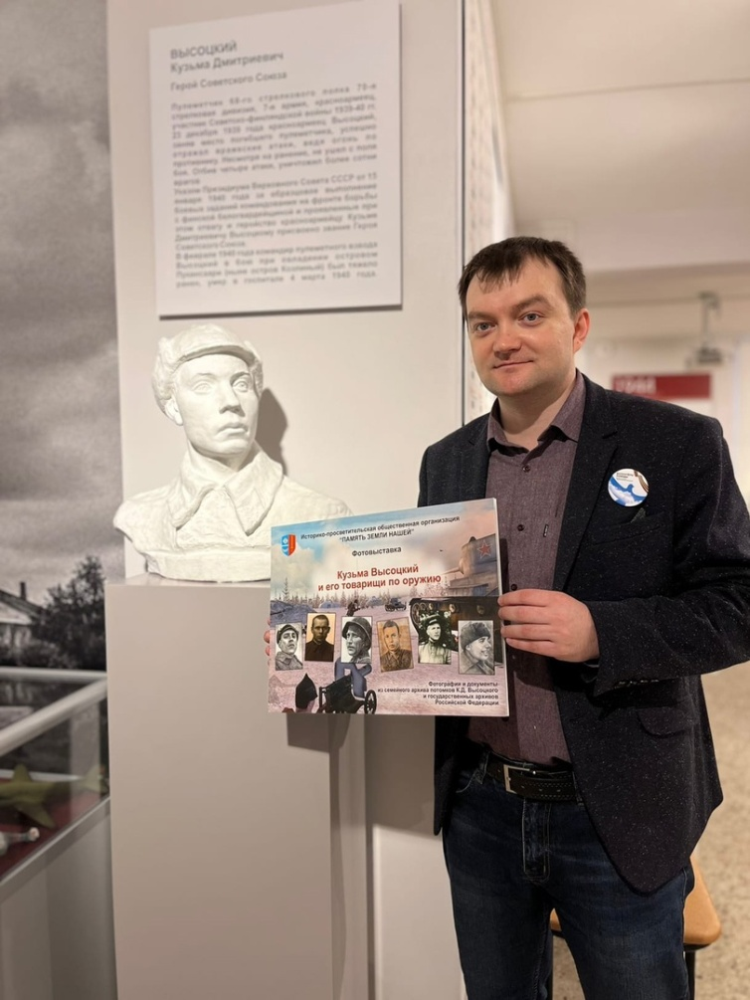 ВЫСОЦКИЙ
Кузьма Дмитриевич
Герой Советского Союза
Пулеметчик 68-го стрелкового полка 70-й
стрелковая дивизия, 7-я армия, красноармеец,
участник Советско-финляндской войны 1939-40 гг.
23 декабря 1939 года красноармеец Высоцкий,
заняв место погибшего пулеметчика, успешно
отражал вражеские атаки, ведя огонь по
противнику. Несмотря на ранение, не ушел с поля
боя. Отбив четыре атаки, уничтожил более сотни
врагов.
Указом Президиума Верховного Совета СССР от 15
января 1940 года за образцовое выполнение
боевых заданий командования на фронте борьбы
с финской белогвардейщиной и проявленные при
этом отвагу и геройство красноармейцу Кузьме
Дмитриевичу Высоцкому присвоено звание Героя
Советского Союза.
В феврале 1940 года командир пулеметного взвода
Высоцкий в бою при овладении островом
(ныне остров Козлиный) был тяжело
ранен, умер в госпитале 4 марта 1940 года.
1944
Историко-просветительская общественная организация
"ПАМЯТЬ ЗЕМЛИ НАШЕЙ"
Фотовыставка
Кузьма Высоцкий
и его товарищи по оружию
Фотографии и документы
из семейного архива потомков К.Д. Высоцкого
и государственных архивов
Российской Федерации